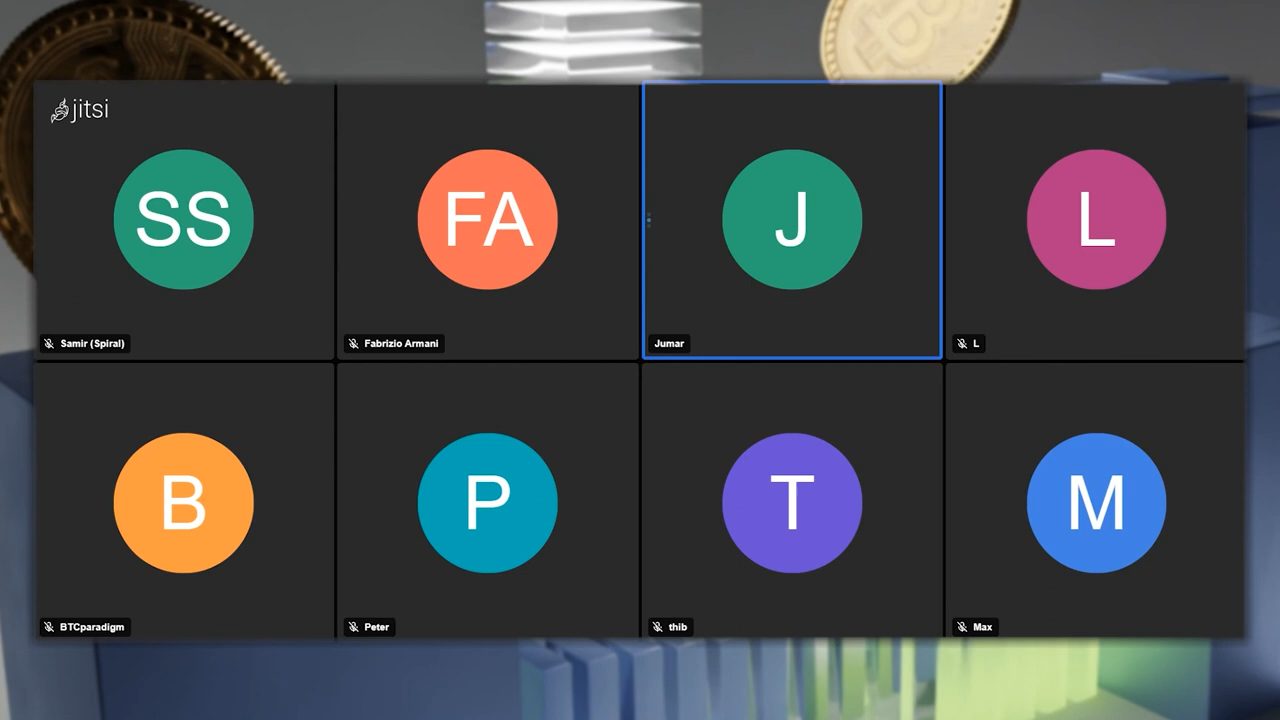 jitsi
SS
FA
J
L
Samir (Spiral)
Fabrizio Armani
Jumar
L
B
P
T
M
BTCparadigm
Peter
thib
Max